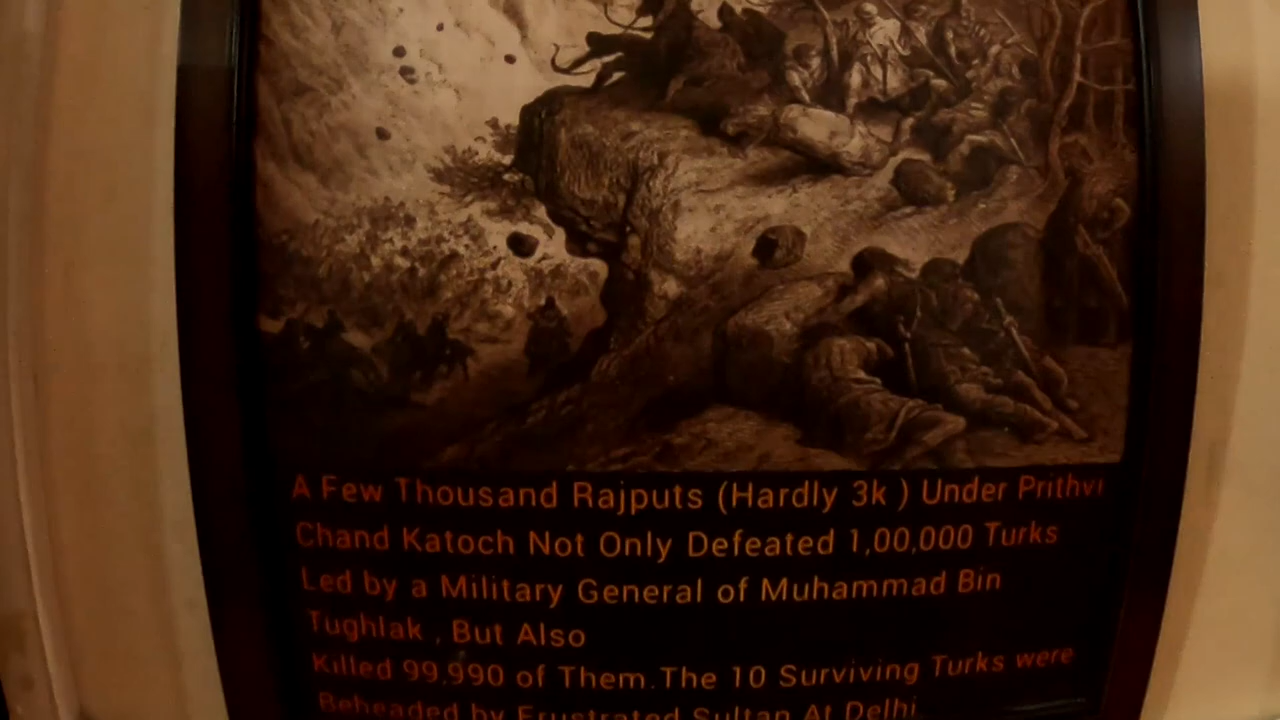 A Few Thousand Rajputs (Hardly 3k ) Under Prithvi
Chand Katoch Not Only Defeated 1,00,000 Turks
Led by a Military General of Muhammad Bin
Tughlak , But Also
Killed 99,990 of Them.The 10 Surviving Turks were
Beheaded by Frustrated Sultan At Delhi